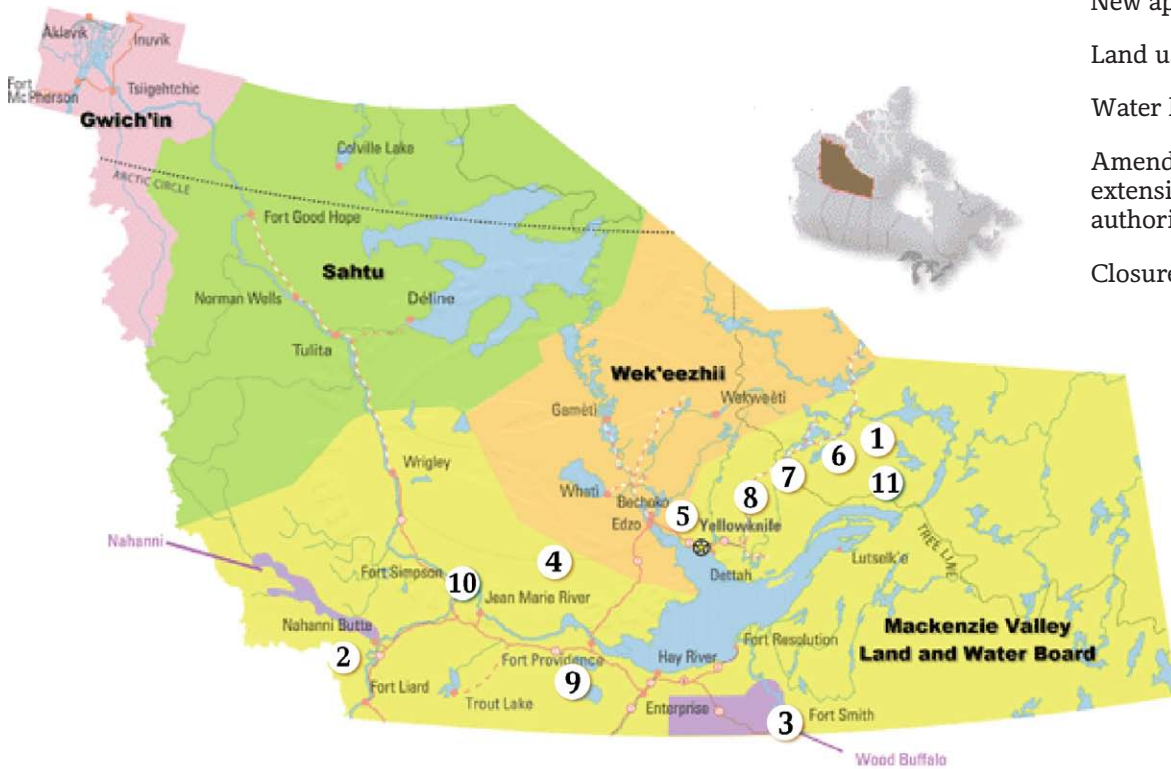 New ap
Land u
Water
Amend
extensi
authori
Closure
Aklavik
Inuvik
Fort
McPherson
Tsiigehtchic
Gwich'in
Colville Lake
ARCTIC CIRCLE
Fort Good Hope
Sahtu
Norman Wells
Déline
Tulita
Wek'eezhii
Gamèti
Wekweèti
1
6
Wrigley
7
11
Whati
8
Bechoko
5
Edzo
Yellowknife
Nahanni
4
TREE LINE
Lutselk'e
Fort Simpson
10
Dettah
Jean Marie River
Nahanni Butte
Mackenzie Valley
Land and Water Board
Fort Resolution
2
Fort Providence
Hay River
9
Fort Liard
Trout Lake
Enterprise
3
Fort Smith
Wood Buffalo